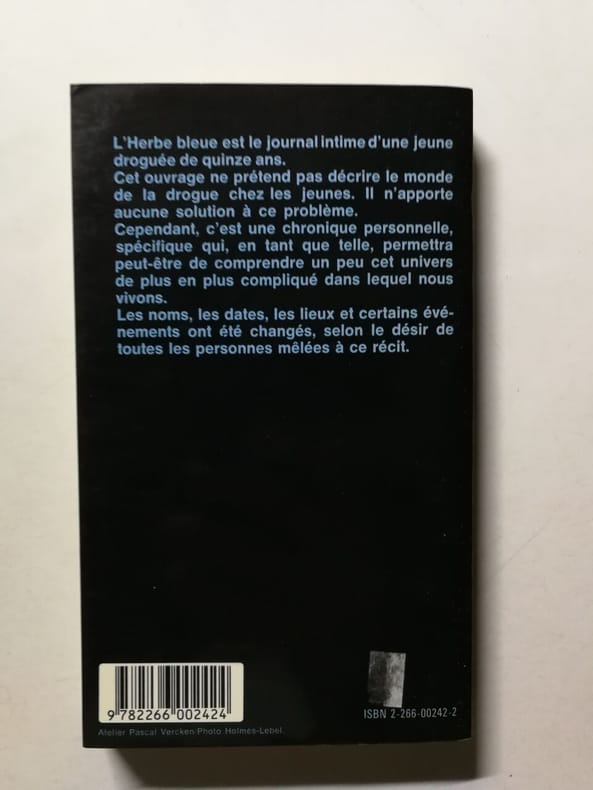 L'Herbe bleue est le journal intime d'une jeune
droguée de quinze ans.
Cet ouvrage ne prétend pas décrire le monde
de la drogue chez les jeunes. Il n'apporte
aucune solution à ce problème.
Cependant, c'est une chronique personnelle,
spécifique qui, en tant que telle, permettra
peut-être de comprendre un peu cet univers
de plus en plus compliqué dans lequel nous
vivons.
Les noms, les dates, les lieux et certains évé-
nements ont été changés, selon le désir de
toutes les personnes mêlées à ce récit.
9 782266 002424
ISBN 2-266-00242-2
Atelier Pascal Vercken Photo Holmès-Lebel.